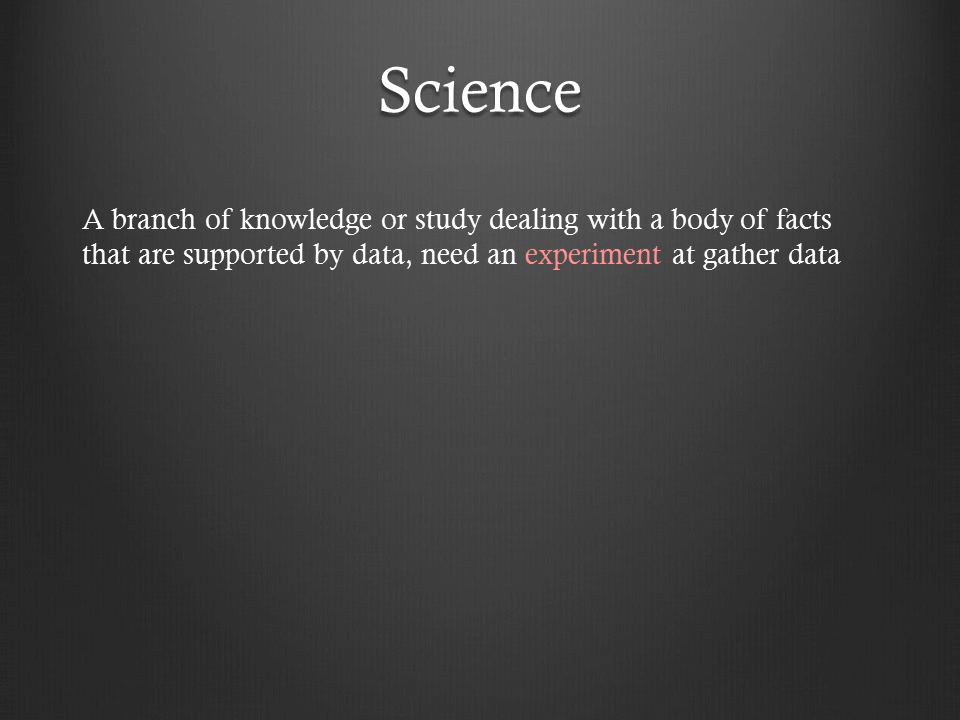 Science
A branch of knowledge or study dealing with a body of facts
that are supported by data, need an experiment at gather data